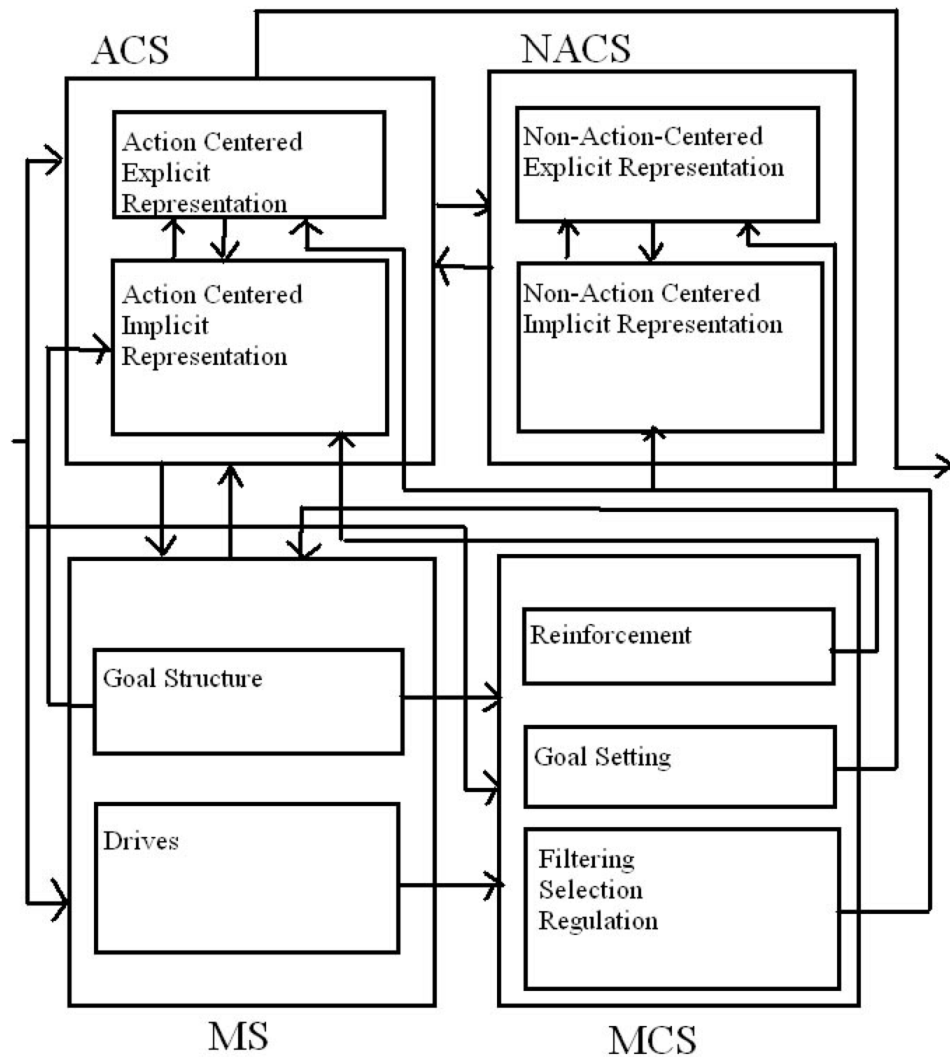 ACS
Action Centered
Explicit
Representation
Action Centered
Implicit
Representation
NACS
Non-Action-Centered
Explicit Representation
Non-Action Centered
Implicit Representation
Goal Structure
Drives
MS
Reinforcement
Goal Setting
Filtering
Selection
Regulation
MCS